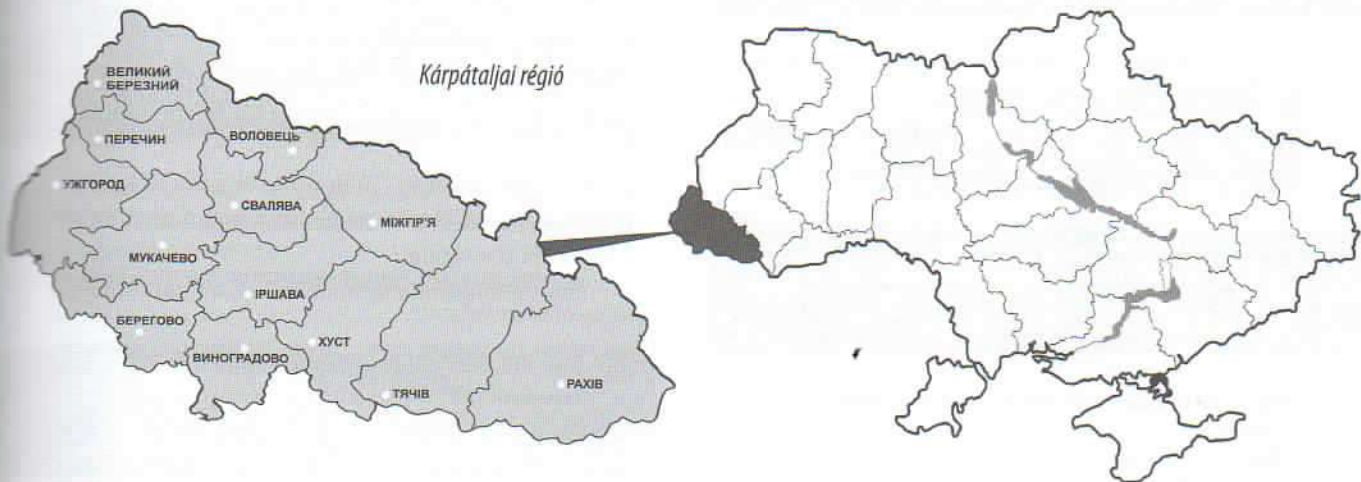 Kárpátaljai régió
ВЕЛИКИЙ
БЕРЕЗНИЙ
ПЕРЕЧИН
ВОЛОВЕЦЬ
УЖГОРОД
СВАЛЯВА
МІЖГІР'Я
МУКАЧЕВО
ІРШАВА
БЕРЕГОВО
ВИНОГРАДОВО
ХУСТ
ТЯЧІВ
РАХІВ